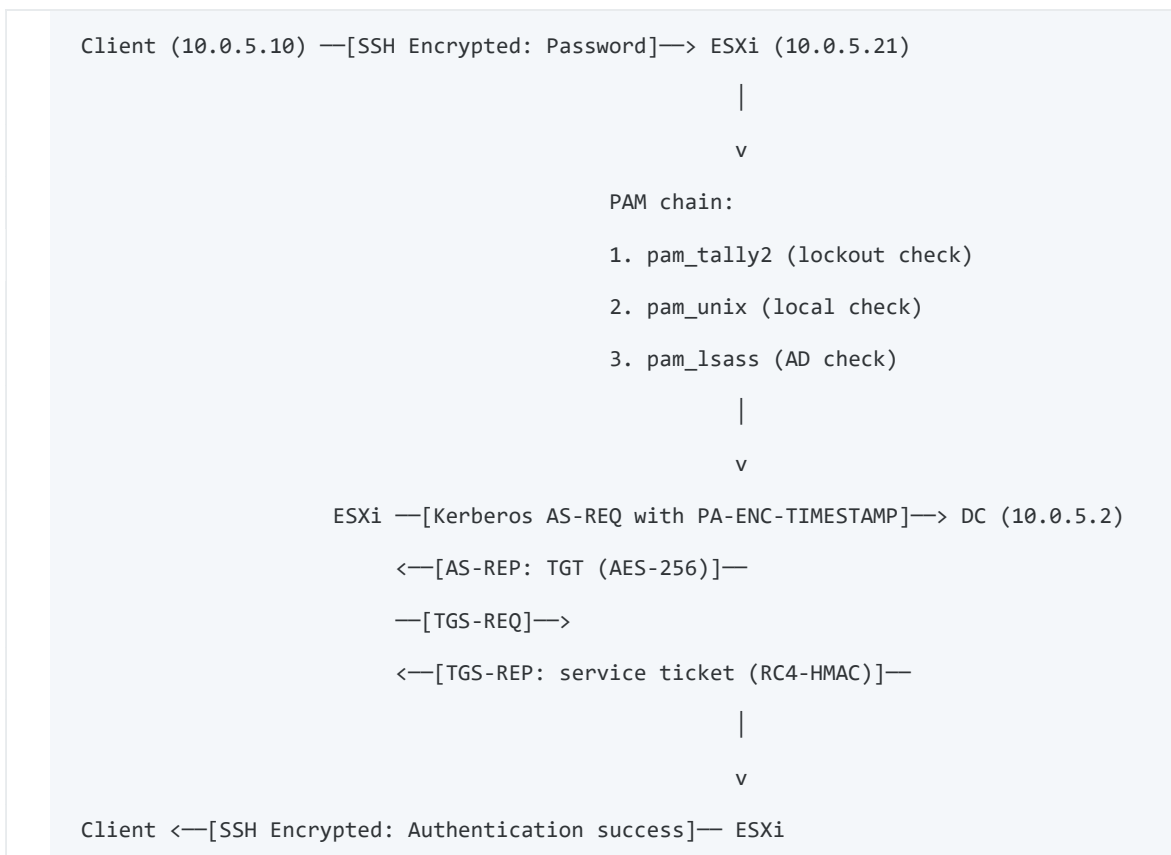 Client (10.0.5.10) ──[SSH Encrypted: Password]──> ESXi (10.0.5.21)
│
v
PAM chain:
1. pam_tally2 (lockout check)
2. pam_unix (local check)
3. pam_lsass (AD check)
│
v
ESXi ──[Kerberos AS-REQ with PA-ENC-TIMESTAMP]──> DC (10.0.5.2)
<──[AS-REP: TGT (AES-256)]──
──[TGS-REQ]──>
<──[TGS-REP: service ticket (RC4-HMAC)]──
│
v
Client <──[SSH Encrypted: Authentication success]── ESXi